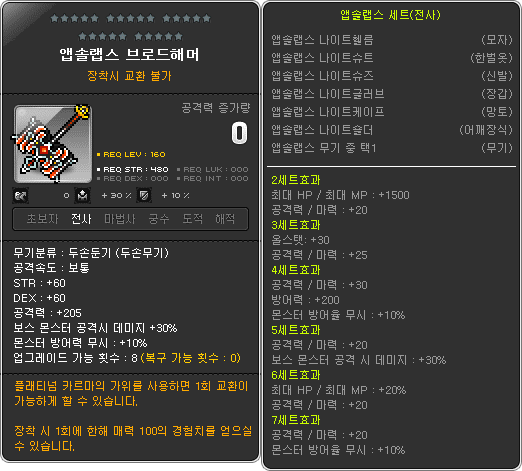 앱솔랩스 브로드해머
장착시 교환 불가
공격력 증가량
0
REQ LEV : 160
REQ STR : 480
REQ LUK : 000
REQ DEX : 000
REQ INT : 000
0
+ 30 %
+ 10 %
초보자 전사 마법사 궁수 도적 해적
무기분류 : 두손둔기 (두손무기)
공격속도 : 보통
STR : +60
DEX : +60
공격력 : +205
보스 몬스터 공격시 데미지 +30%
몬스터 방어력 무시 : +10%
업그레이드 가능 횟수 : 8 (복구 가능 횟수 : 0)
플래티넘 카르마의 가위를 사용하면 1회 교환이
가능하게 할 수 있습니다.
장착 시 1회에 한해 매력 100의 경험치를 얻으실
수 있습니다.
앱솔랩스 세트(전사)
앱솔랩스 나이트헬름 (모자)
앱솔랩스 나이트슈트 (한벌옷)
앱솔랩스 나이트슈즈 (신발)
앱솔랩스 나이트글러브 (장갑)
앱솔랩스 나이트케이프 (망토)
앱솔랩스 나이트숄더 (어깨장식)
앱솔랩스 무기 중 택1 (무기)
2세트효과
최대 HP / 최대 MP : +1500
공격력 / 마력 : +20
3세트효과
올스탯: +30
공격력 / 마력 : +25
4세트효과
공격력 / 마력 : +30
방어력 : +200
몬스터 방어율 무시 : +10%
5세트효과
공격력 / 마력 : +20
보스 몬스터 공격 시 데미지 : +30%
6세트효과
최대 HP / 최대 MP : +20%
공격력 / 마력 : +20
7세트효과
공격력 / 마력 : +20
몬스터 방어율 무시 : +10%